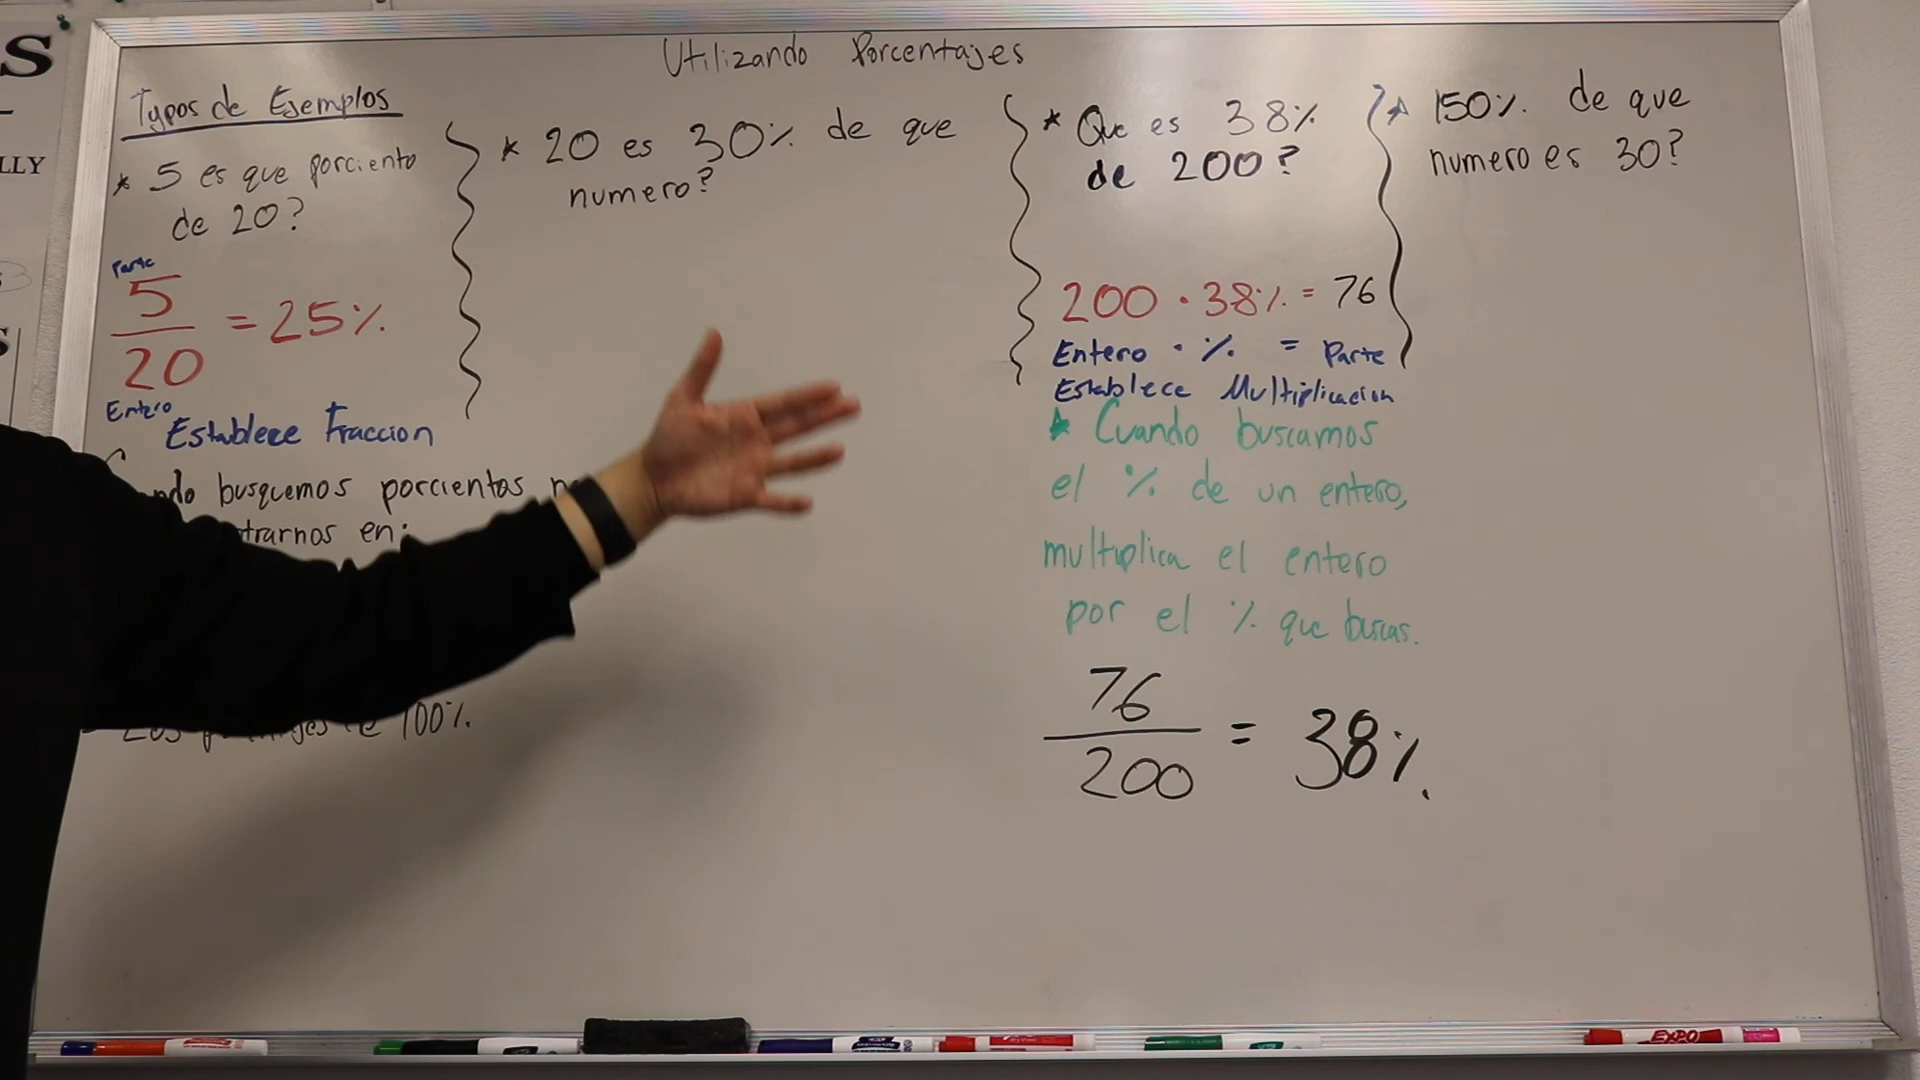 S
LLY
S
Utilizando Porcentajes
Typos de Ejemplos
* 5 es que porciento
de 20?
Parte
5
20
= 25%
Entero
Establece Fraccion
busquemos porcientos
trarnos en:
100%.
* 20 es 30% de que
numero?
* Que es 38%
de 200?
200 · 38% = 76
Entero · % = Parte
Establece Multiplicacion
* Cuando buscamos
el % de un entero,
multiplica el entero
por el % que buscas.
76
200
= 38%.
* 150% de que
numero es 30?
EXPO